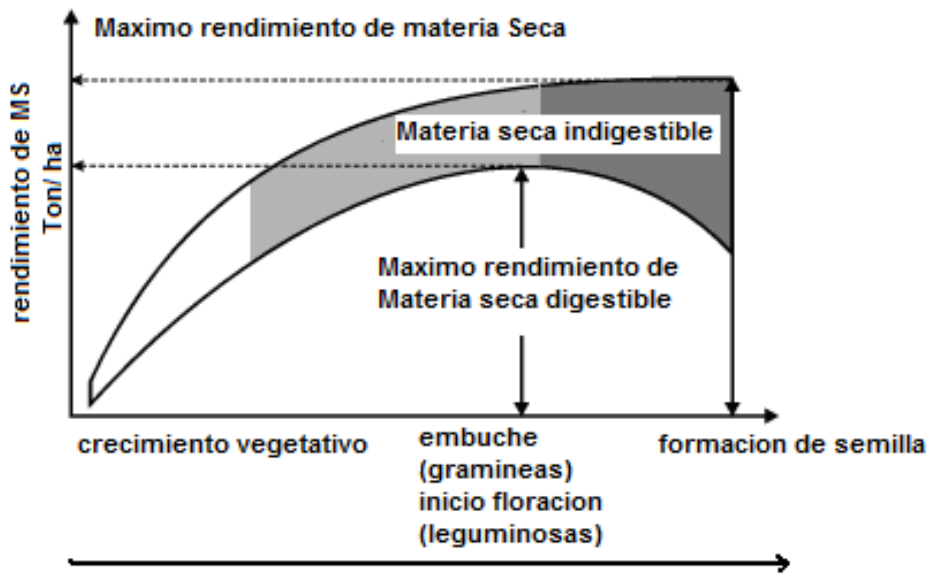 Maximo rendimiento de materia Seca
rendimiento de MS
Ton/ ha
Materia seca indigestible
Maximo rendimiento de
Materia seca digestible
crecimiento vegetativo
embuche
(gramineas)
inicio floracion
(leguminosas)
formacion de semilla